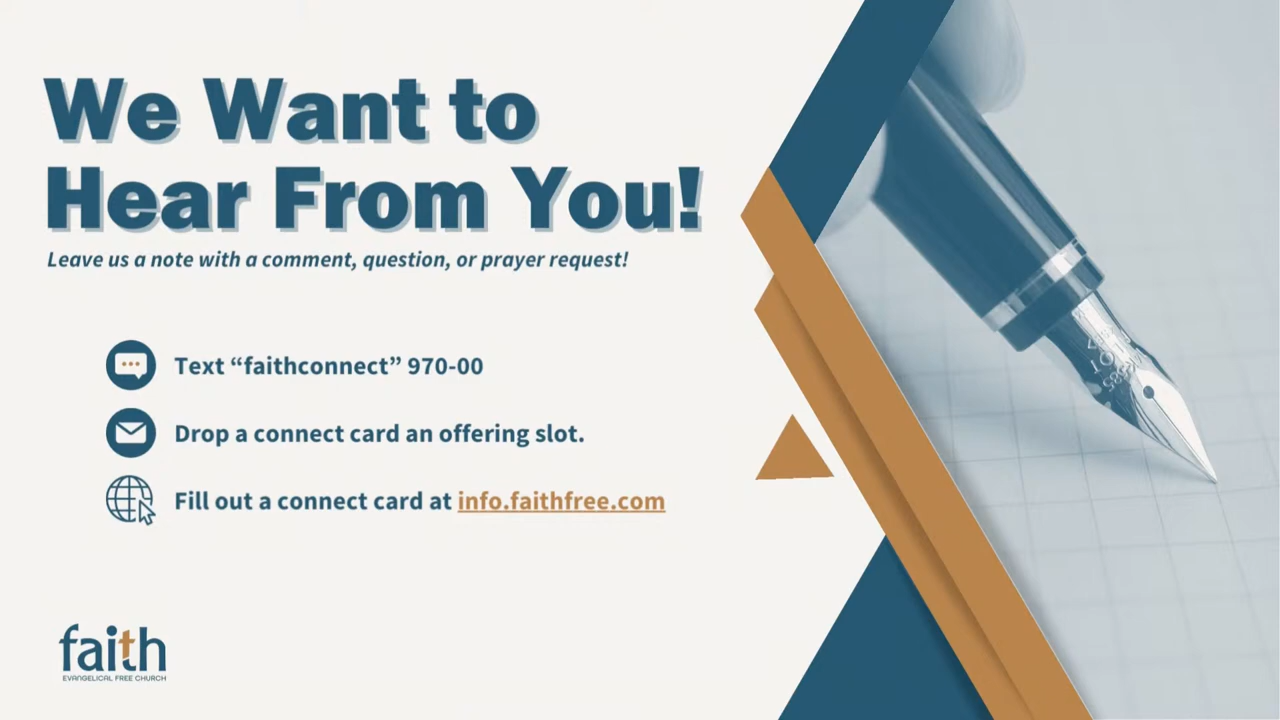 We Want to
Hear From You!
Leave us a note with a comment, question, or prayer request!
Text “faithconnect” 970-00
Drop a connect card an offering slot.
Fill out a connect card at info.faithfree.com
faith
EVANGELICAL FREE CHURCH